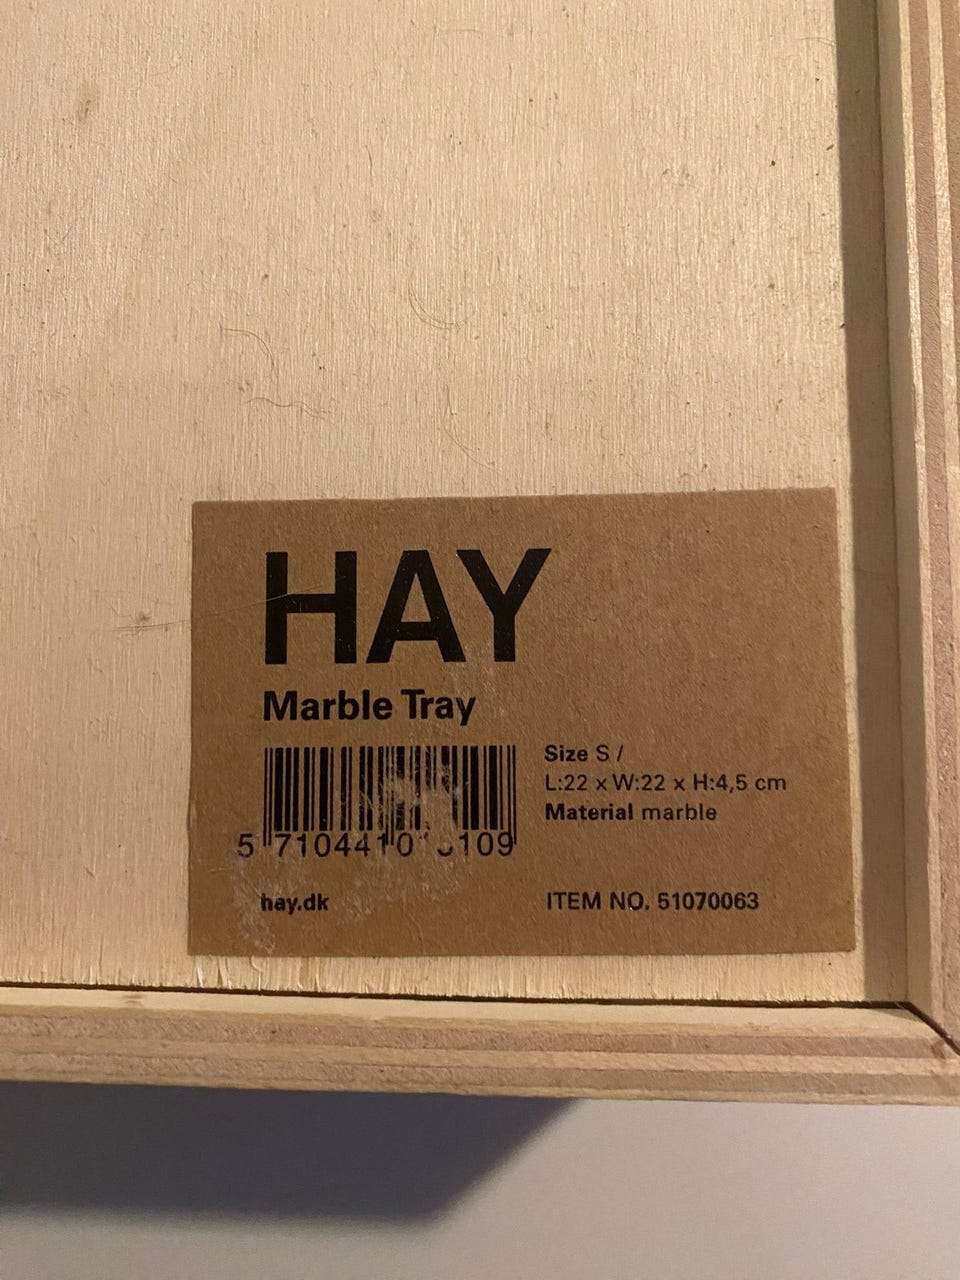 HAY
Marble Tray
Size S /
L:22 x W:22 x H:4,5 cm
Material marble
hay.dk
ITEM NO. 51070063